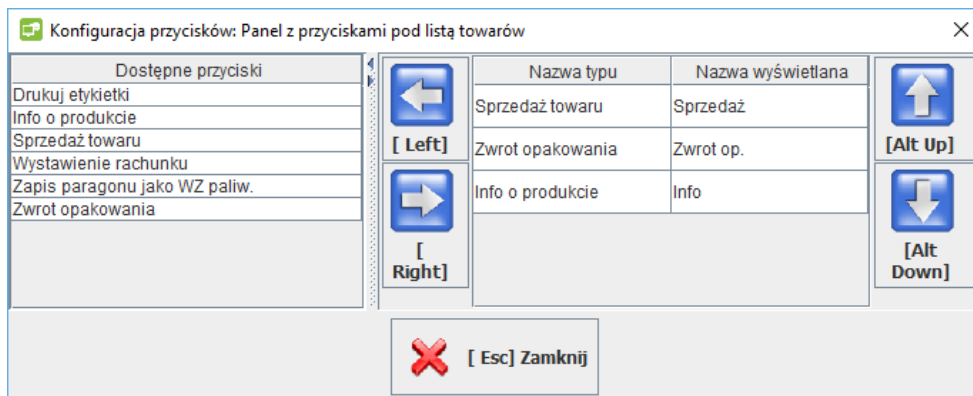 Konfiguracja przycisków: Panel z przyciskami pod listą towarów
Dostępne przyciski
Drukuj etykietki
Info o produkcie
Sprzedaż towaru
Wystawienie rachunku
Zapis paragonu jako WZ paliw.
Zwrot opakowania
[ Left]
[
Right]
Nazwa typu Nazwa wyświetlana
Sprzedaż towaru Sprzedaż
Zwrot opakowania Zwrot op.
Info o produkcie Info
[Alt Up]
[Alt
Down]
[ Esc] Zamknij